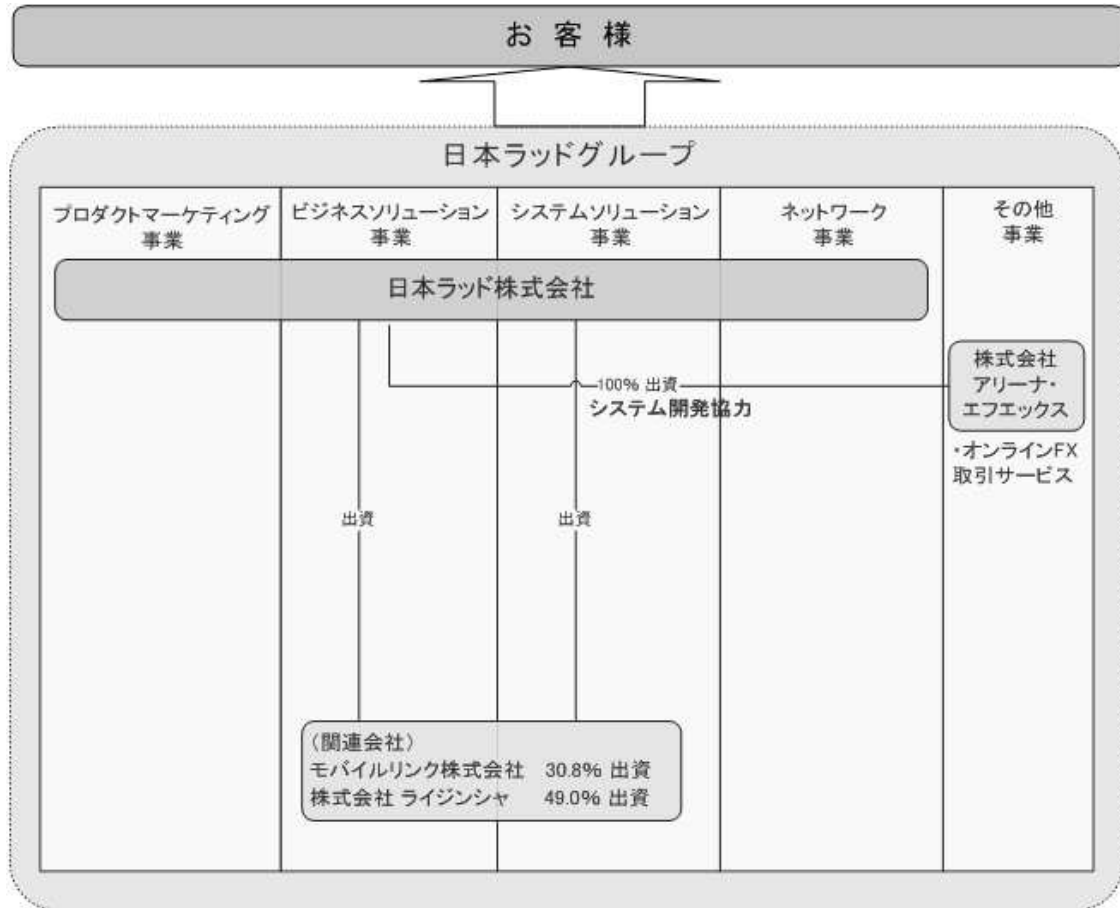 お 客 様
日本ラッドグループ
プロダクトマーケティング
事業
ビジネスソリューション
事業
システムソリューション
事業
ネットワーク
事業
その他
事業
日本ラッド株式会社
株式会社
アリーナ・
エフエックス
100% 出資
システム開発協力
・オンラインFX
取引サービス
出資
出資
（関連会社）
モバイルリンク株式会社 30.8% 出資
株式会社 ライジンシャ 49.0% 出資